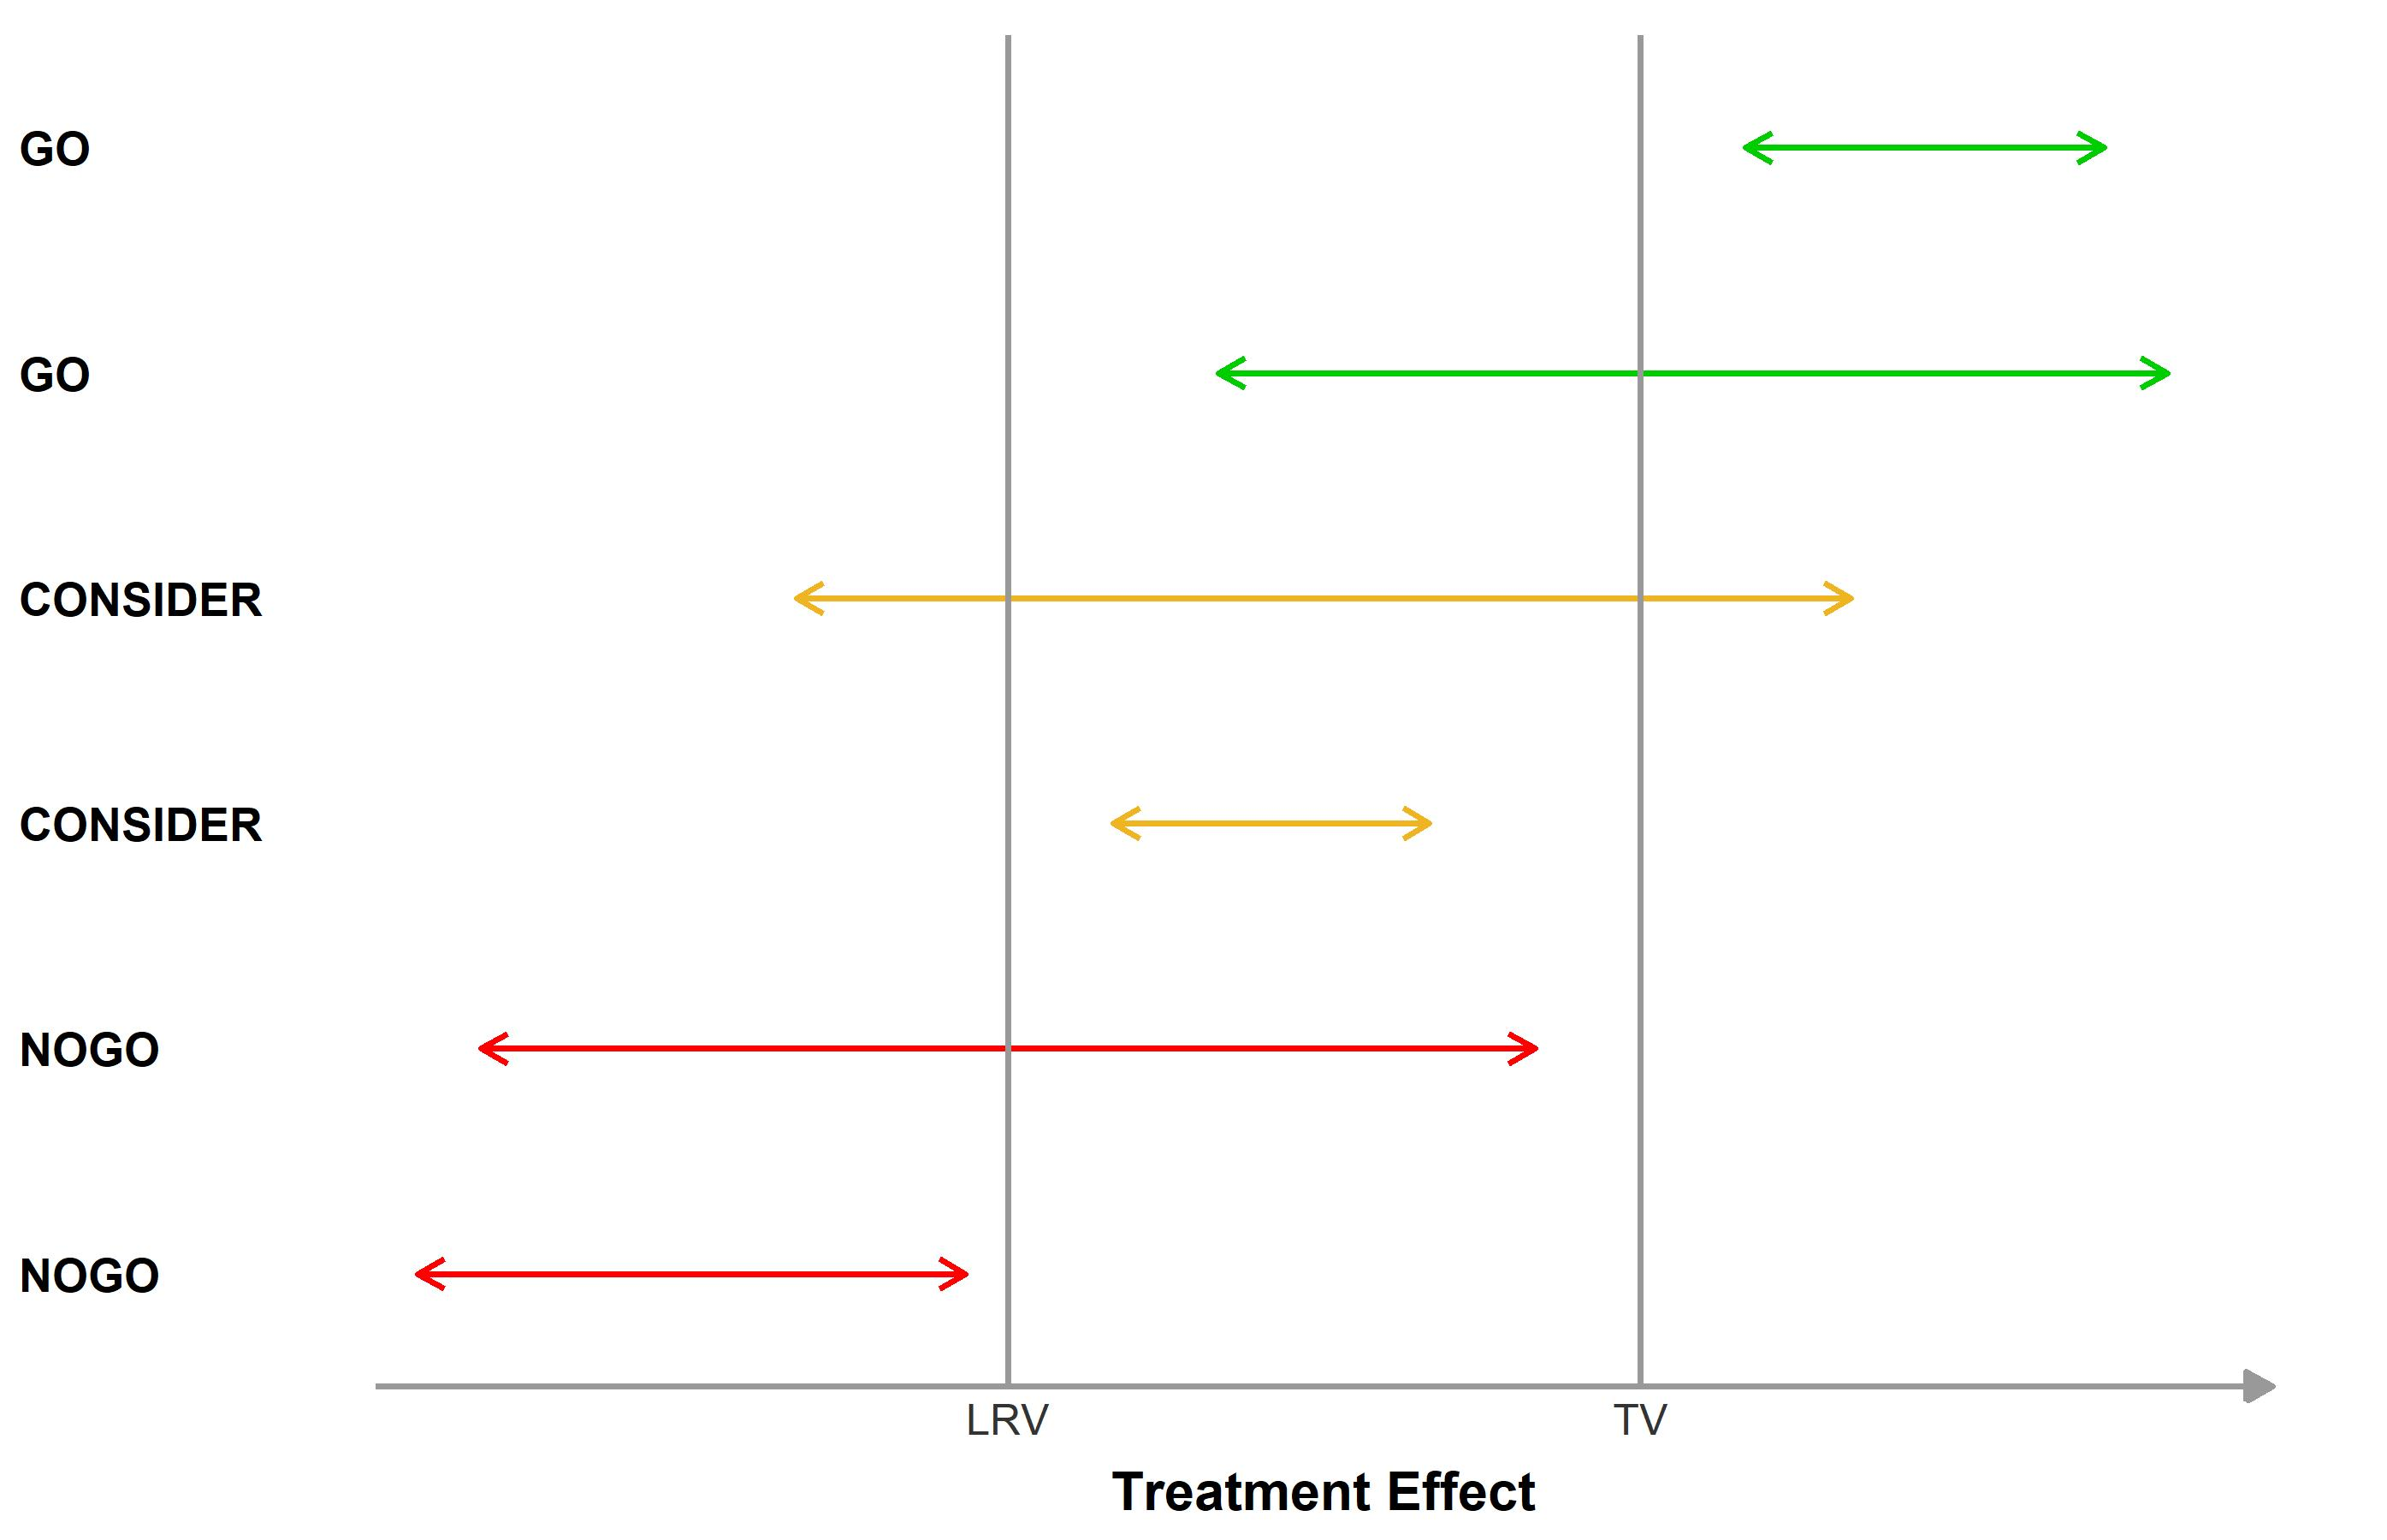 GO
GO
CONSIDER
CONSIDER
NOGO
NOGO
LRV TV
Treatment Effect